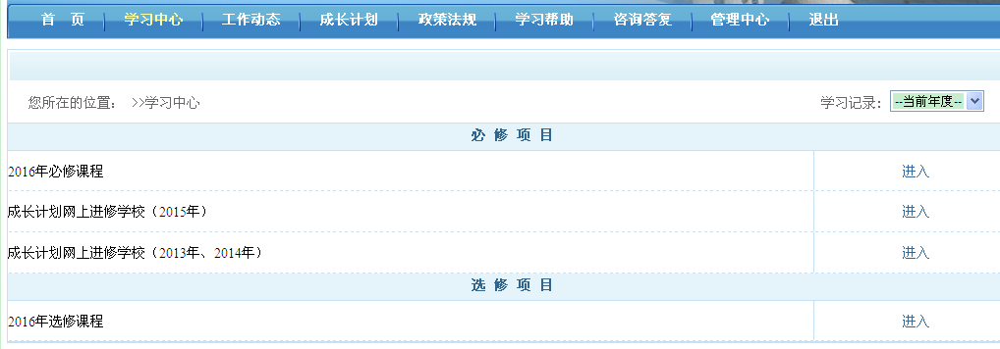 首 页 学习中心 工作动态 成长计划 政策法规 学习帮助 咨询答复 管理中心 退出
您所在的位置： >>学习中心 学习记录： --当前年度--
必 修 项 目
2016年必修课程 进入
成长计划网上进修学校（2015年） 进入
成长计划网上进修学校（2013年、2014年） 进入
选 修 项 目
2016年选修课程 进入